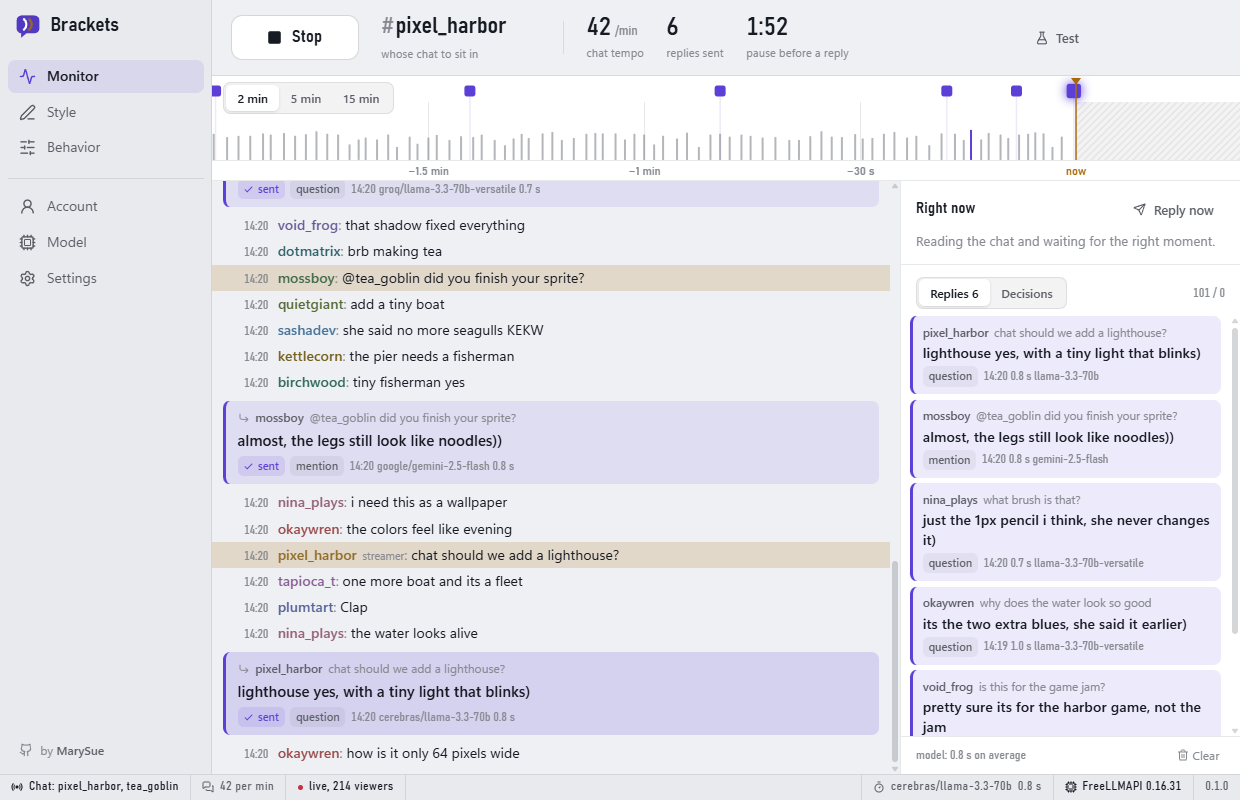 Brackets
Monitor
Style
Behavior
Account
Model
Settings
by MarySue
Stop
#pixel_harbor
whose chat to sit in
42 /min
chat tempo
6
replies sent
1:52
pause before a reply
Test
2 min 5 min 15 min
−1.5 min −1 min −30 s now
✓ sent question 14:20 groq/llama-3.3-70b-versatile 0.7 s
14:20 void_frog: that shadow fixed everything
14:20 dotmatrix: brb making tea
14:20 mossboy: @tea_goblin did you finish your sprite?
14:20 quietgiant: add a tiny boat
14:20 sashadev: she said no more seagulls KEKW
14:20 kettlecorn: the pier needs a fisherman
14:20 birchwood: tiny fisherman yes
mossboy @tea_goblin did you finish your sprite?
almost, the legs still look like noodles))
✓ sent mention 14:20 google/gemini-2.5-flash 0.8 s
14:20 nina_plays: i need this as a wallpaper
14:20 okaywren: the colors feel like evening
14:20 pixel_harbor streamer: chat should we add a lighthouse?
14:20 tapioca_t: one more boat and its a fleet
14:20 plumtart: Clap
14:20 nina_plays: the water looks alive
pixel_harbor chat should we add a lighthouse?
lighthouse yes, with a tiny light that blinks)
✓ sent question 14:20 cerebras/llama-3.3-70b 0.8 s
14:20 okaywren: how is it only 64 pixels wide
Right now
Reply now
Reading the chat and waiting for the right moment.
Replies 6 Decisions
101 / 0
pixel_harbor chat should we add a lighthouse?
lighthouse yes, with a tiny light that blinks)
question 14:20 0.8 s llama-3.3-70b
mossboy @tea_goblin did you finish your sprite?
almost, the legs still look like noodles))
mention 14:20 0.8 s gemini-2.5-flash
nina_plays what brush is that?
just the 1px pencil i think, she never changes
it)
question 14:20 0.7 s llama-3.3-70b-versatile
okaywren why does the water look so good
its the two extra blues, she said it earlier)
question 14:19 1.0 s llama-3.3-70b-versatile
void_frog is this for the game jam?
pretty sure its for the harbor game, not the
jam
model: 0.8 s on average
Clear
Chat: pixel_harbor, tea_goblin
42 per min
live, 214 viewers
cerebras/llama-3.3-70b 0.8 s
FreeLLMAPI 0.16.31
0.1.0